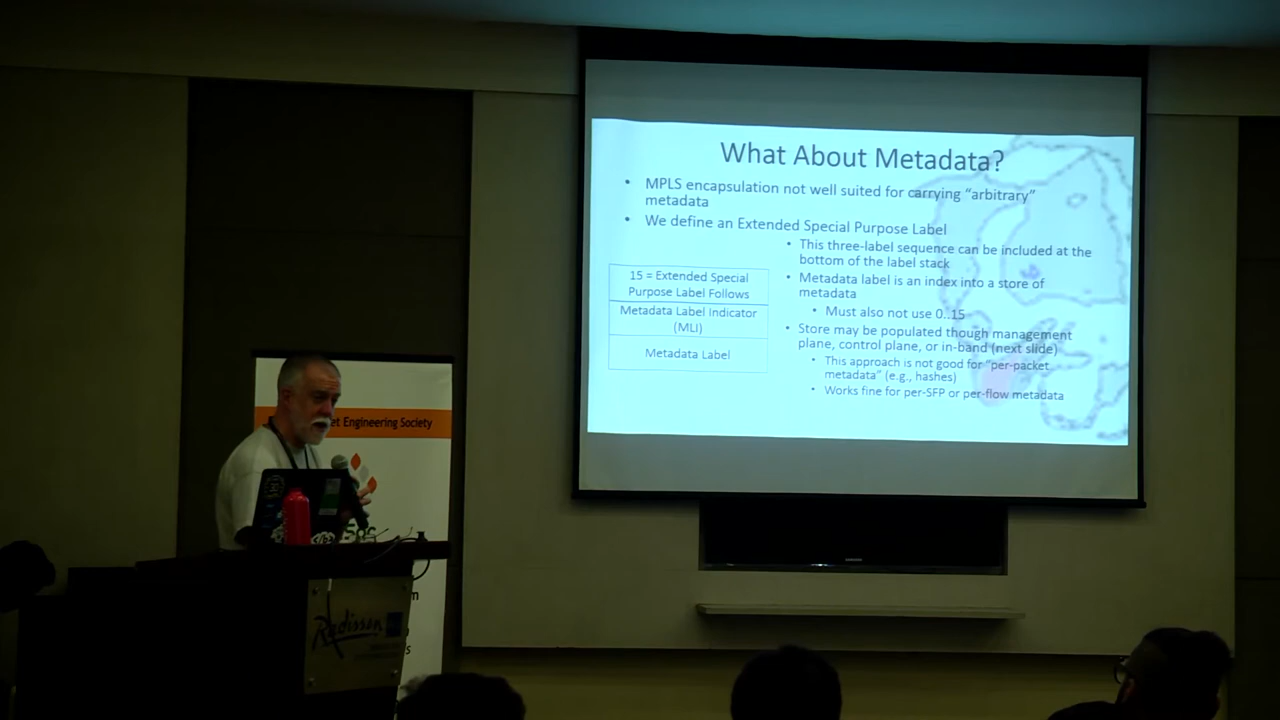 What About Metadata?
• MPLS encapsulation not well suited for carrying “arbitrary”
metadata
• We define an Extended Special Purpose Label
15 = Extended Special
Purpose Label Follows
Metadata Label Indicator
(MLI)
Metadata Label
• This three-label sequence can be included at the
bottom of the label stack
• Metadata label is an index into a store of
metadata
• Must also not use 0..15
• Store may be populated though management
plane, control plane, or in-band (next slide)
• This approach is not good for “per-packet
metadata” (e.g., hashes)
• Works fine for per-SFP or per-flow metadata
Engineering Society
Radisson